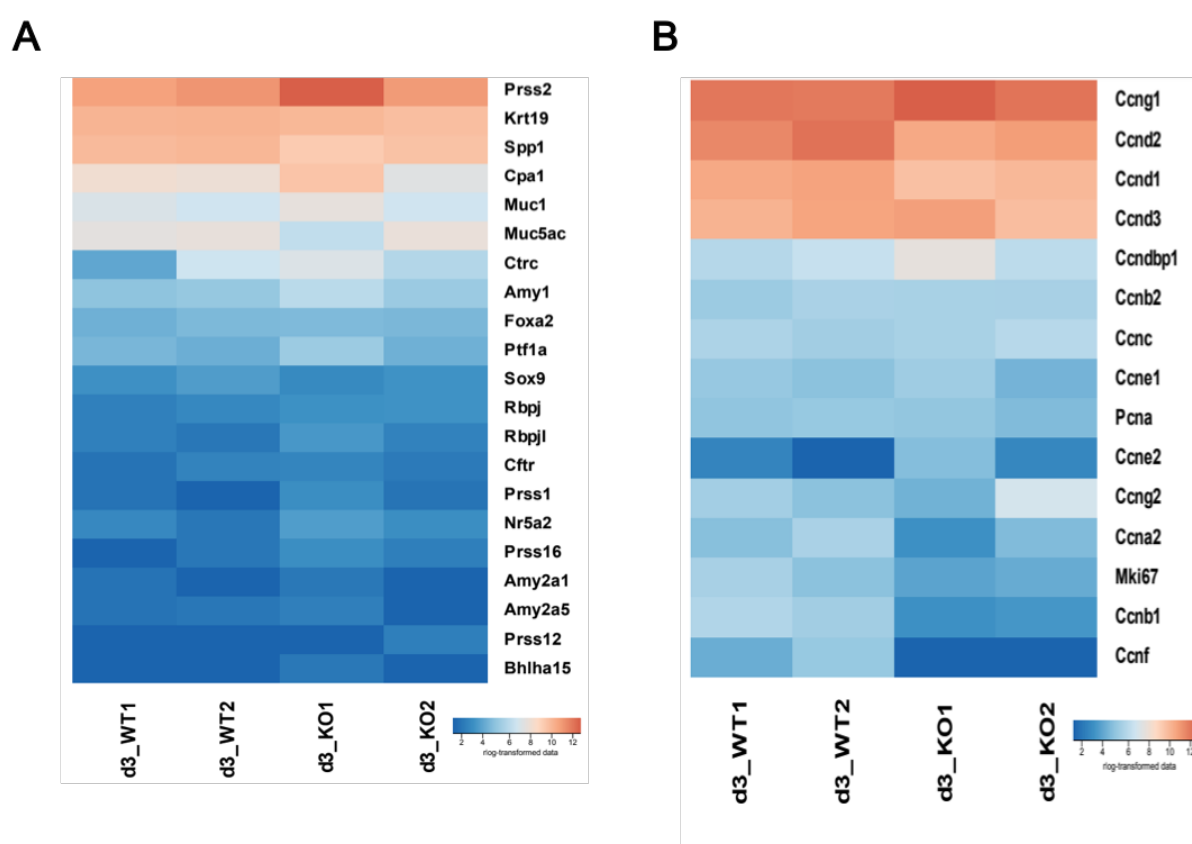 A
Prss2
Krt19
Spp1
Cpa1
Muc1
Muc5ac
Ctrc
Amy1
Foxa2
Ptf1a
Sox9
Rbpj
Rbpjl
Cftr
Prss1
Nr5a2
Prss16
Amy2a1
Amy2a5
Prss12
Bhlha15
d3_WT1
d3_WT2
d3_KO1
d3_KO2
2 4 6 8 10 12
rlog-transformed data
B
Ccng1
Ccnd2
Ccnd1
Ccnd3
Ccndbp1
Ccnb2
Ccnc
Ccne1
Pcna
Ccne2
Ccng2
Ccna2
Mki67
Ccnb1
Ccnf
d3_WT1
d3_WT2
d3_KO1
d3_KO2
2 4 6 8 10 12
rlog-transformed data